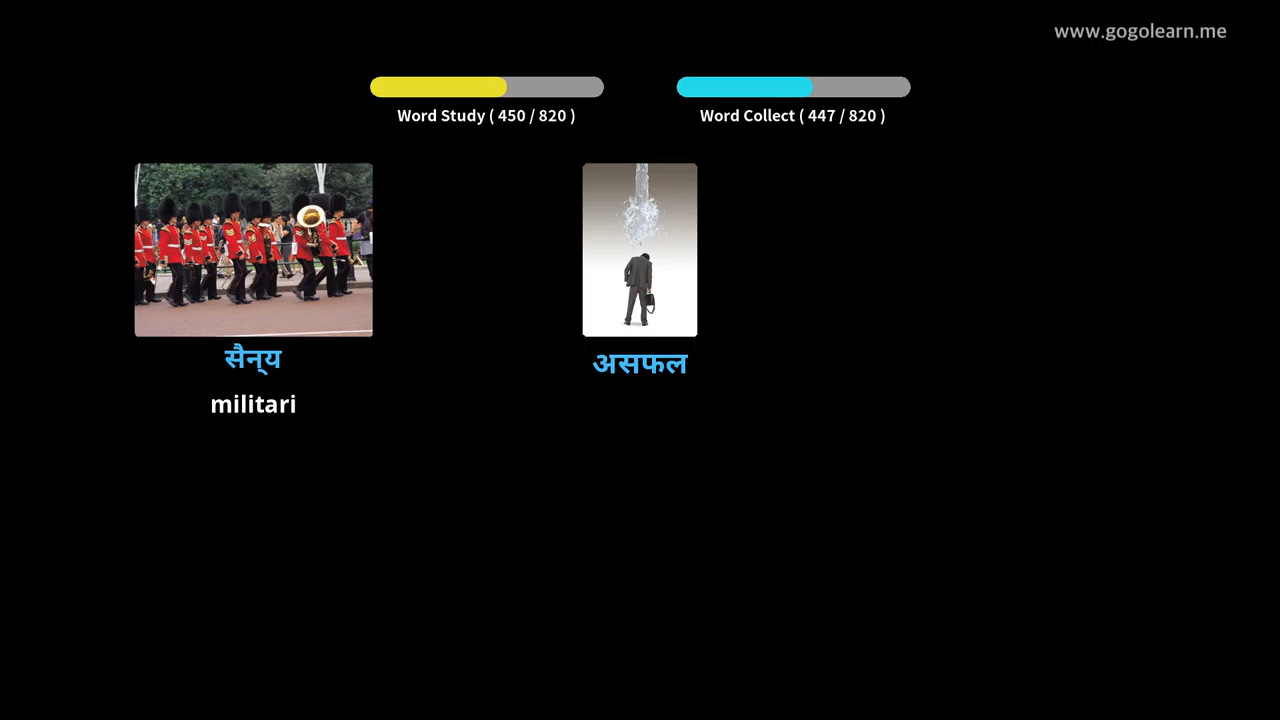 www.gogolearn.me
Word Study ( 450 / 820 )
Word Collect ( 447 / 820 )
सैन्य
असफल
militari